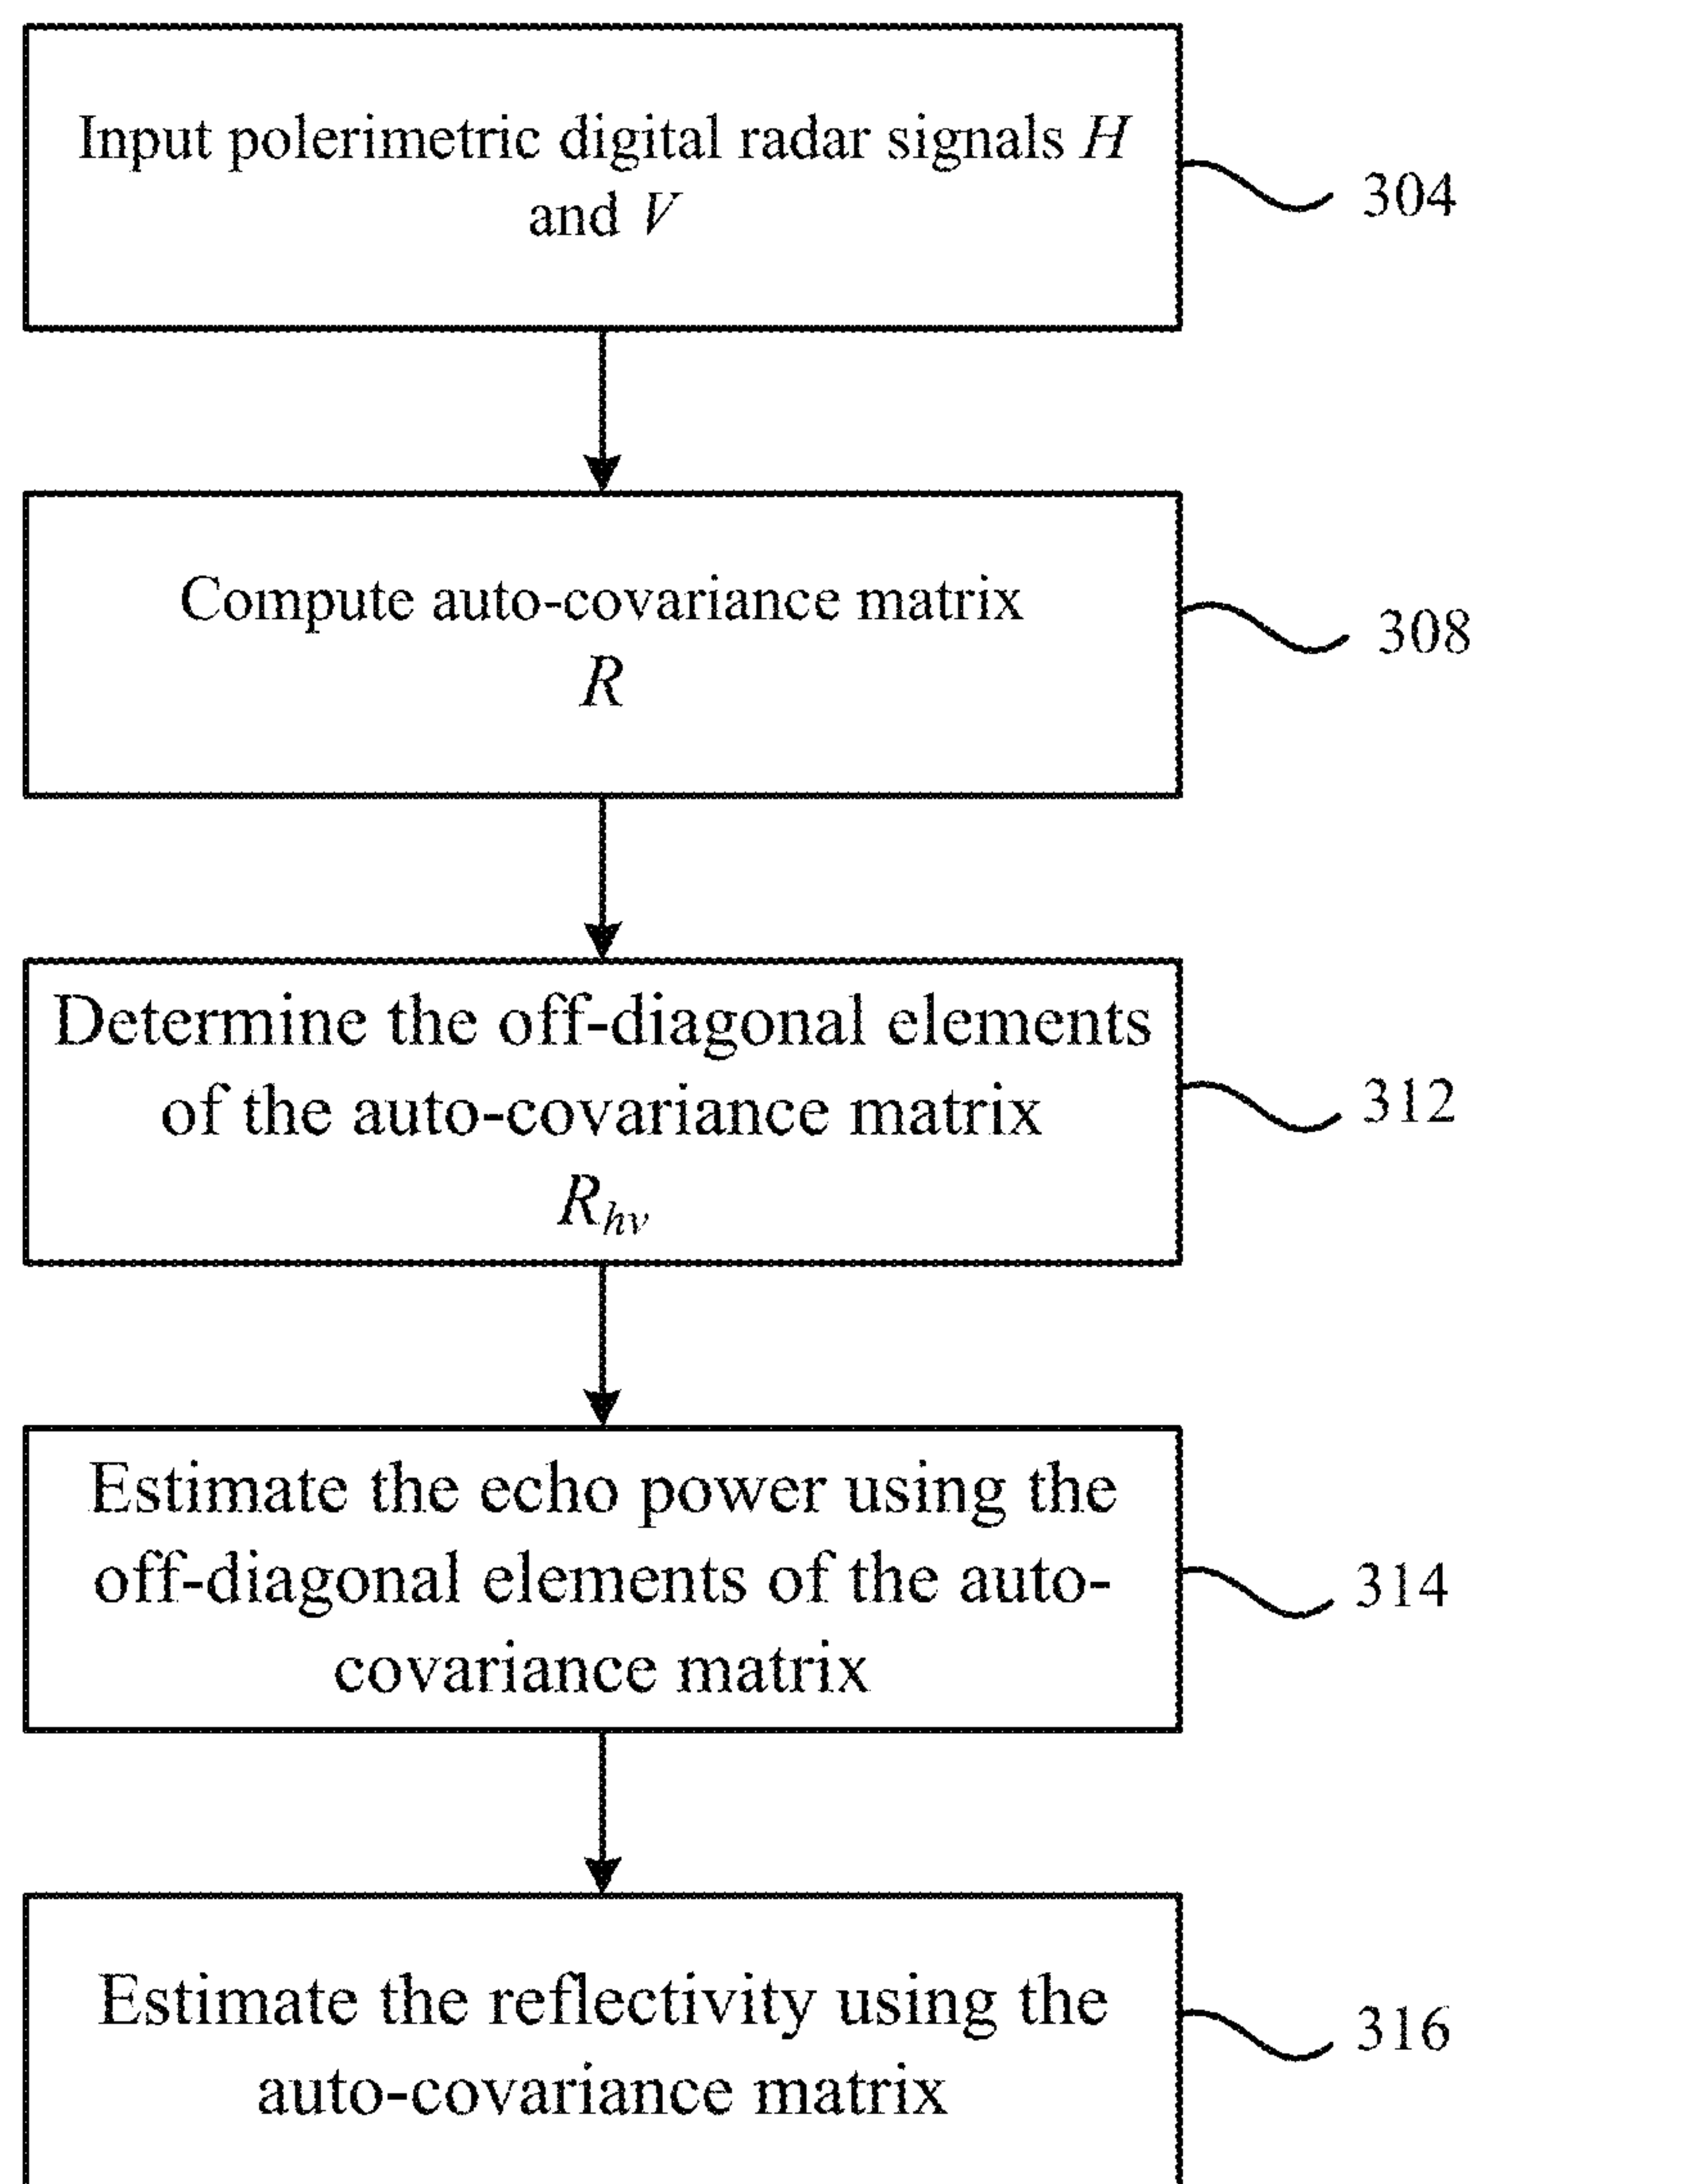 Input polerimetric digital radar signals H
and V
304
Compute auto-covariance matrix
R
308
Determine the off-diagonal elements
of the auto-covariance matrix
R_hv
312
Estimate the echo power using the
off-diagonal elements of the auto-
covariance matrix
314
Estimate the reflectivity using the
auto-covariance matrix
316